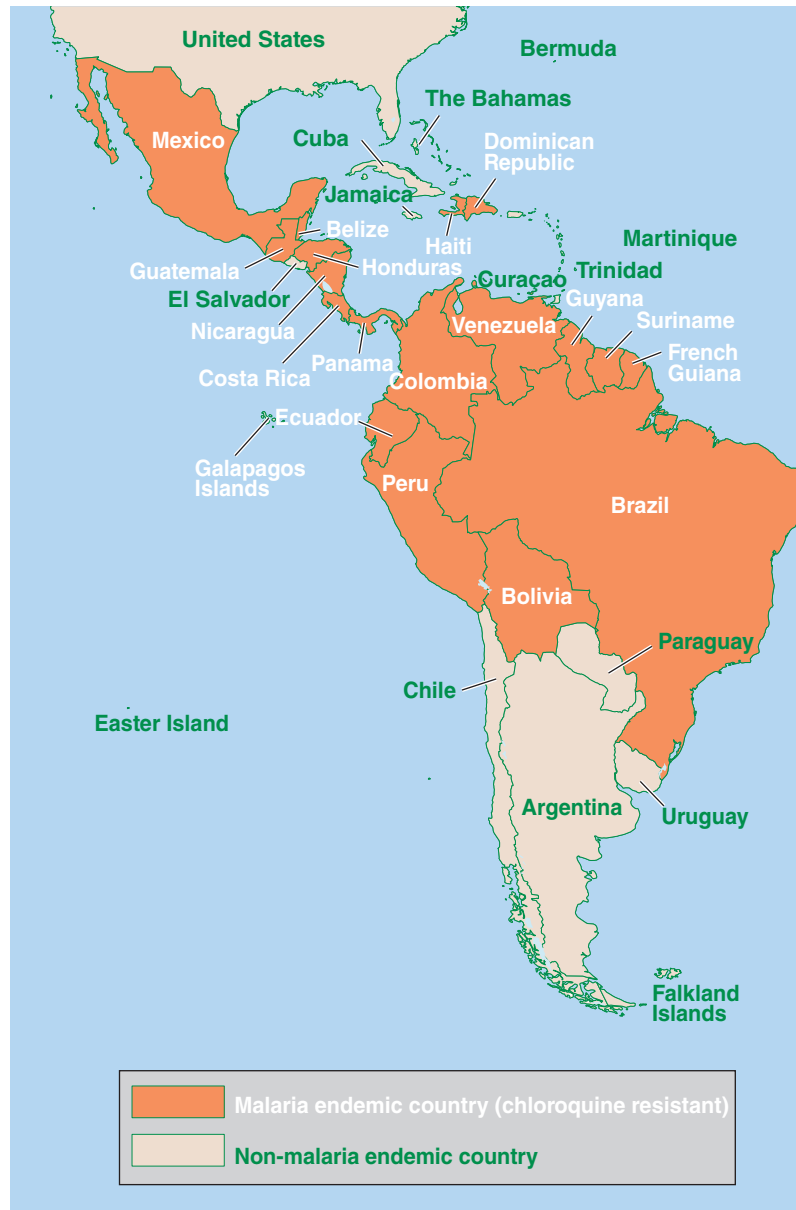 United States
Bermuda
The Bahamas
Mexico
Cuba
Dominican
Republic
Jamaica
Belize
Haiti
Martinique
Guatemala
Honduras
Curaçao
Trinidad
El Salvador
Guyana
Nicaragua
Venezuela
Suriname
Panama
French
Guiana
Costa Rica
Colombia
Ecuador
Galapagos
Islands
Peru
Brazil
Bolivia
Paraguay
Chile
Easter Island
Argentina
Uruguay
Falkland
Islands
Malaria endemic country (chloroquine resistant)
Non-malaria endemic country